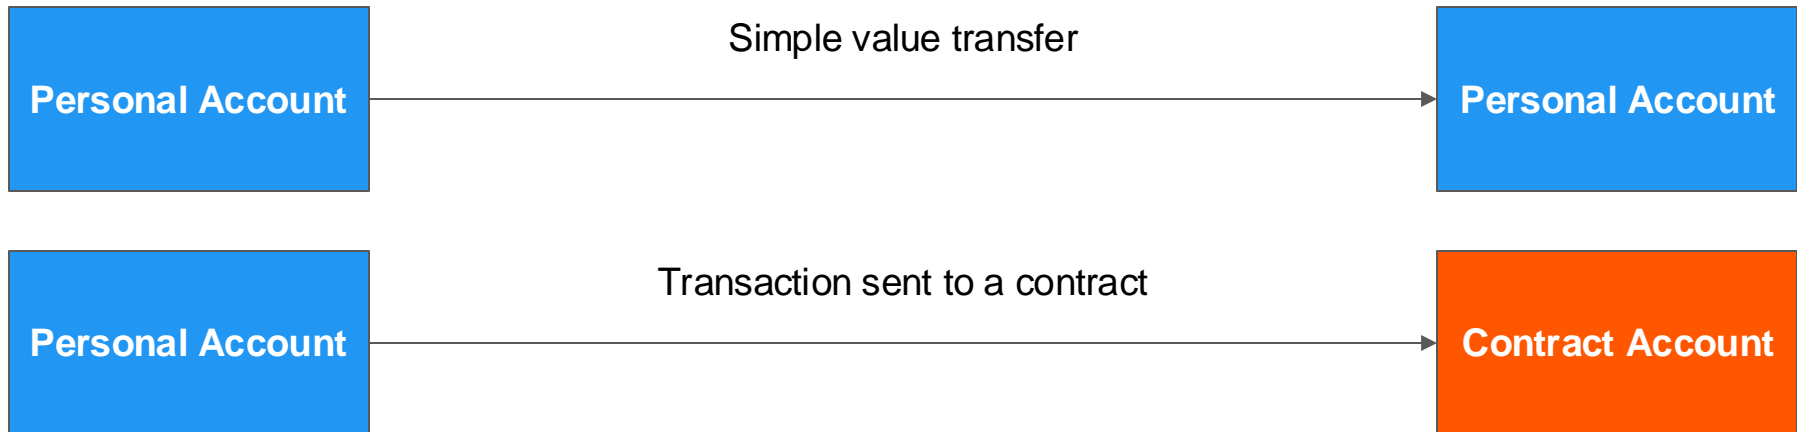 Simple value transfer
Personal Account
Personal Account
Transaction sent to a contract
Personal Account
Contract Account